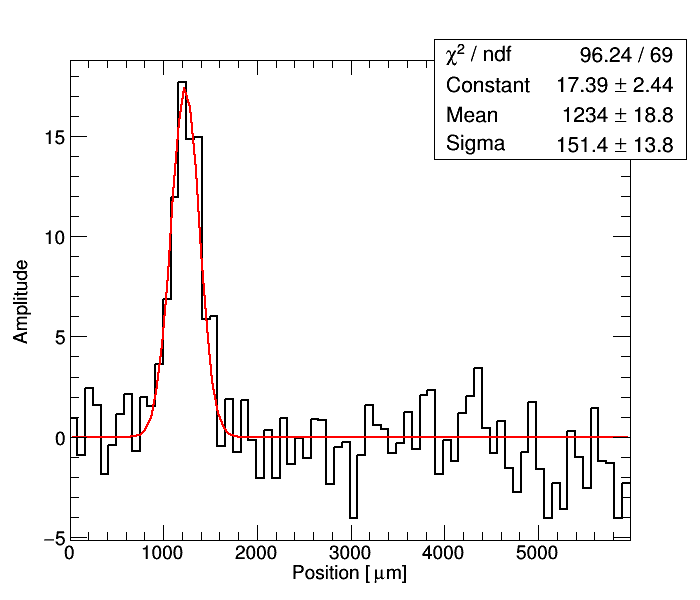 χ² / ndf 96.24 / 69
Constant 17.39 ± 2.44
Mean 1234 ± 18.8
Sigma 151.4 ± 13.8
15
10
5
0
−5
Amplitude
0 1000 2000 3000 4000 5000
Position [ μm]